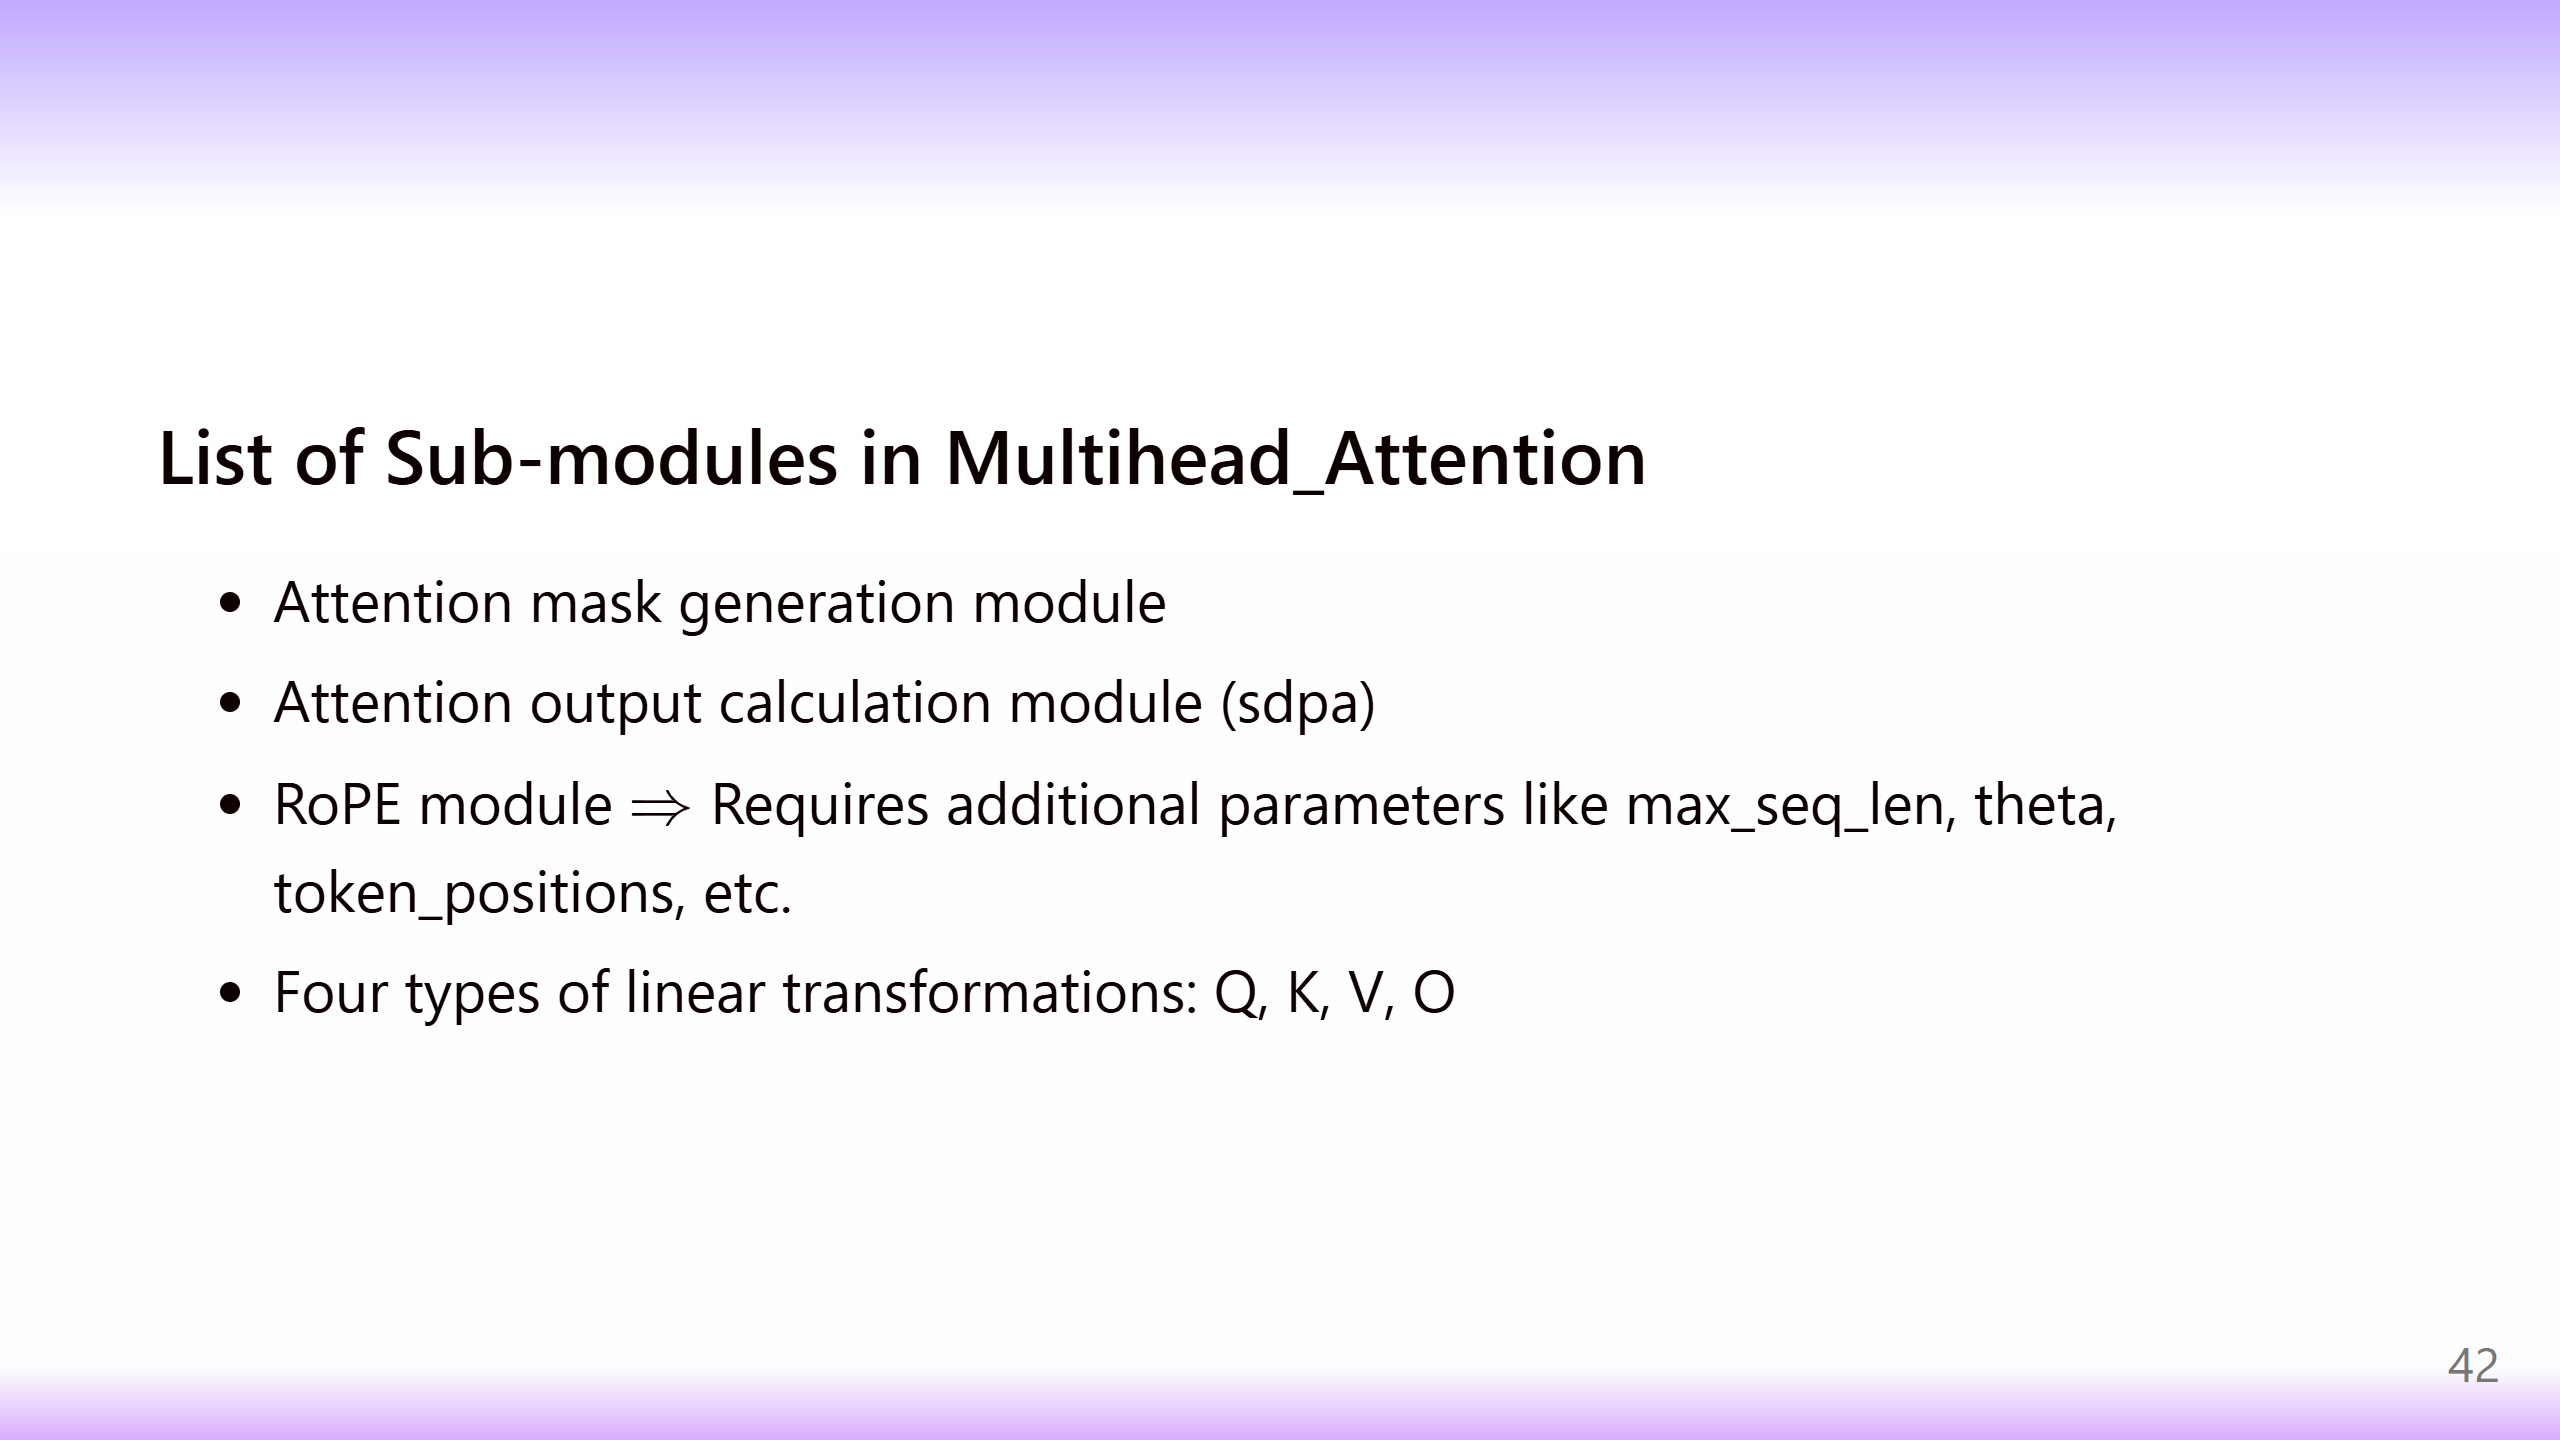 List of Sub-modules in Multihead_Attention
• Attention mask generation module
• Attention output calculation module (sdpa)
• RoPE module ⇒ Requires additional parameters like max_seq_len, theta,
token_positions, etc.
• Four types of linear transformations: Q, K, V, O
42